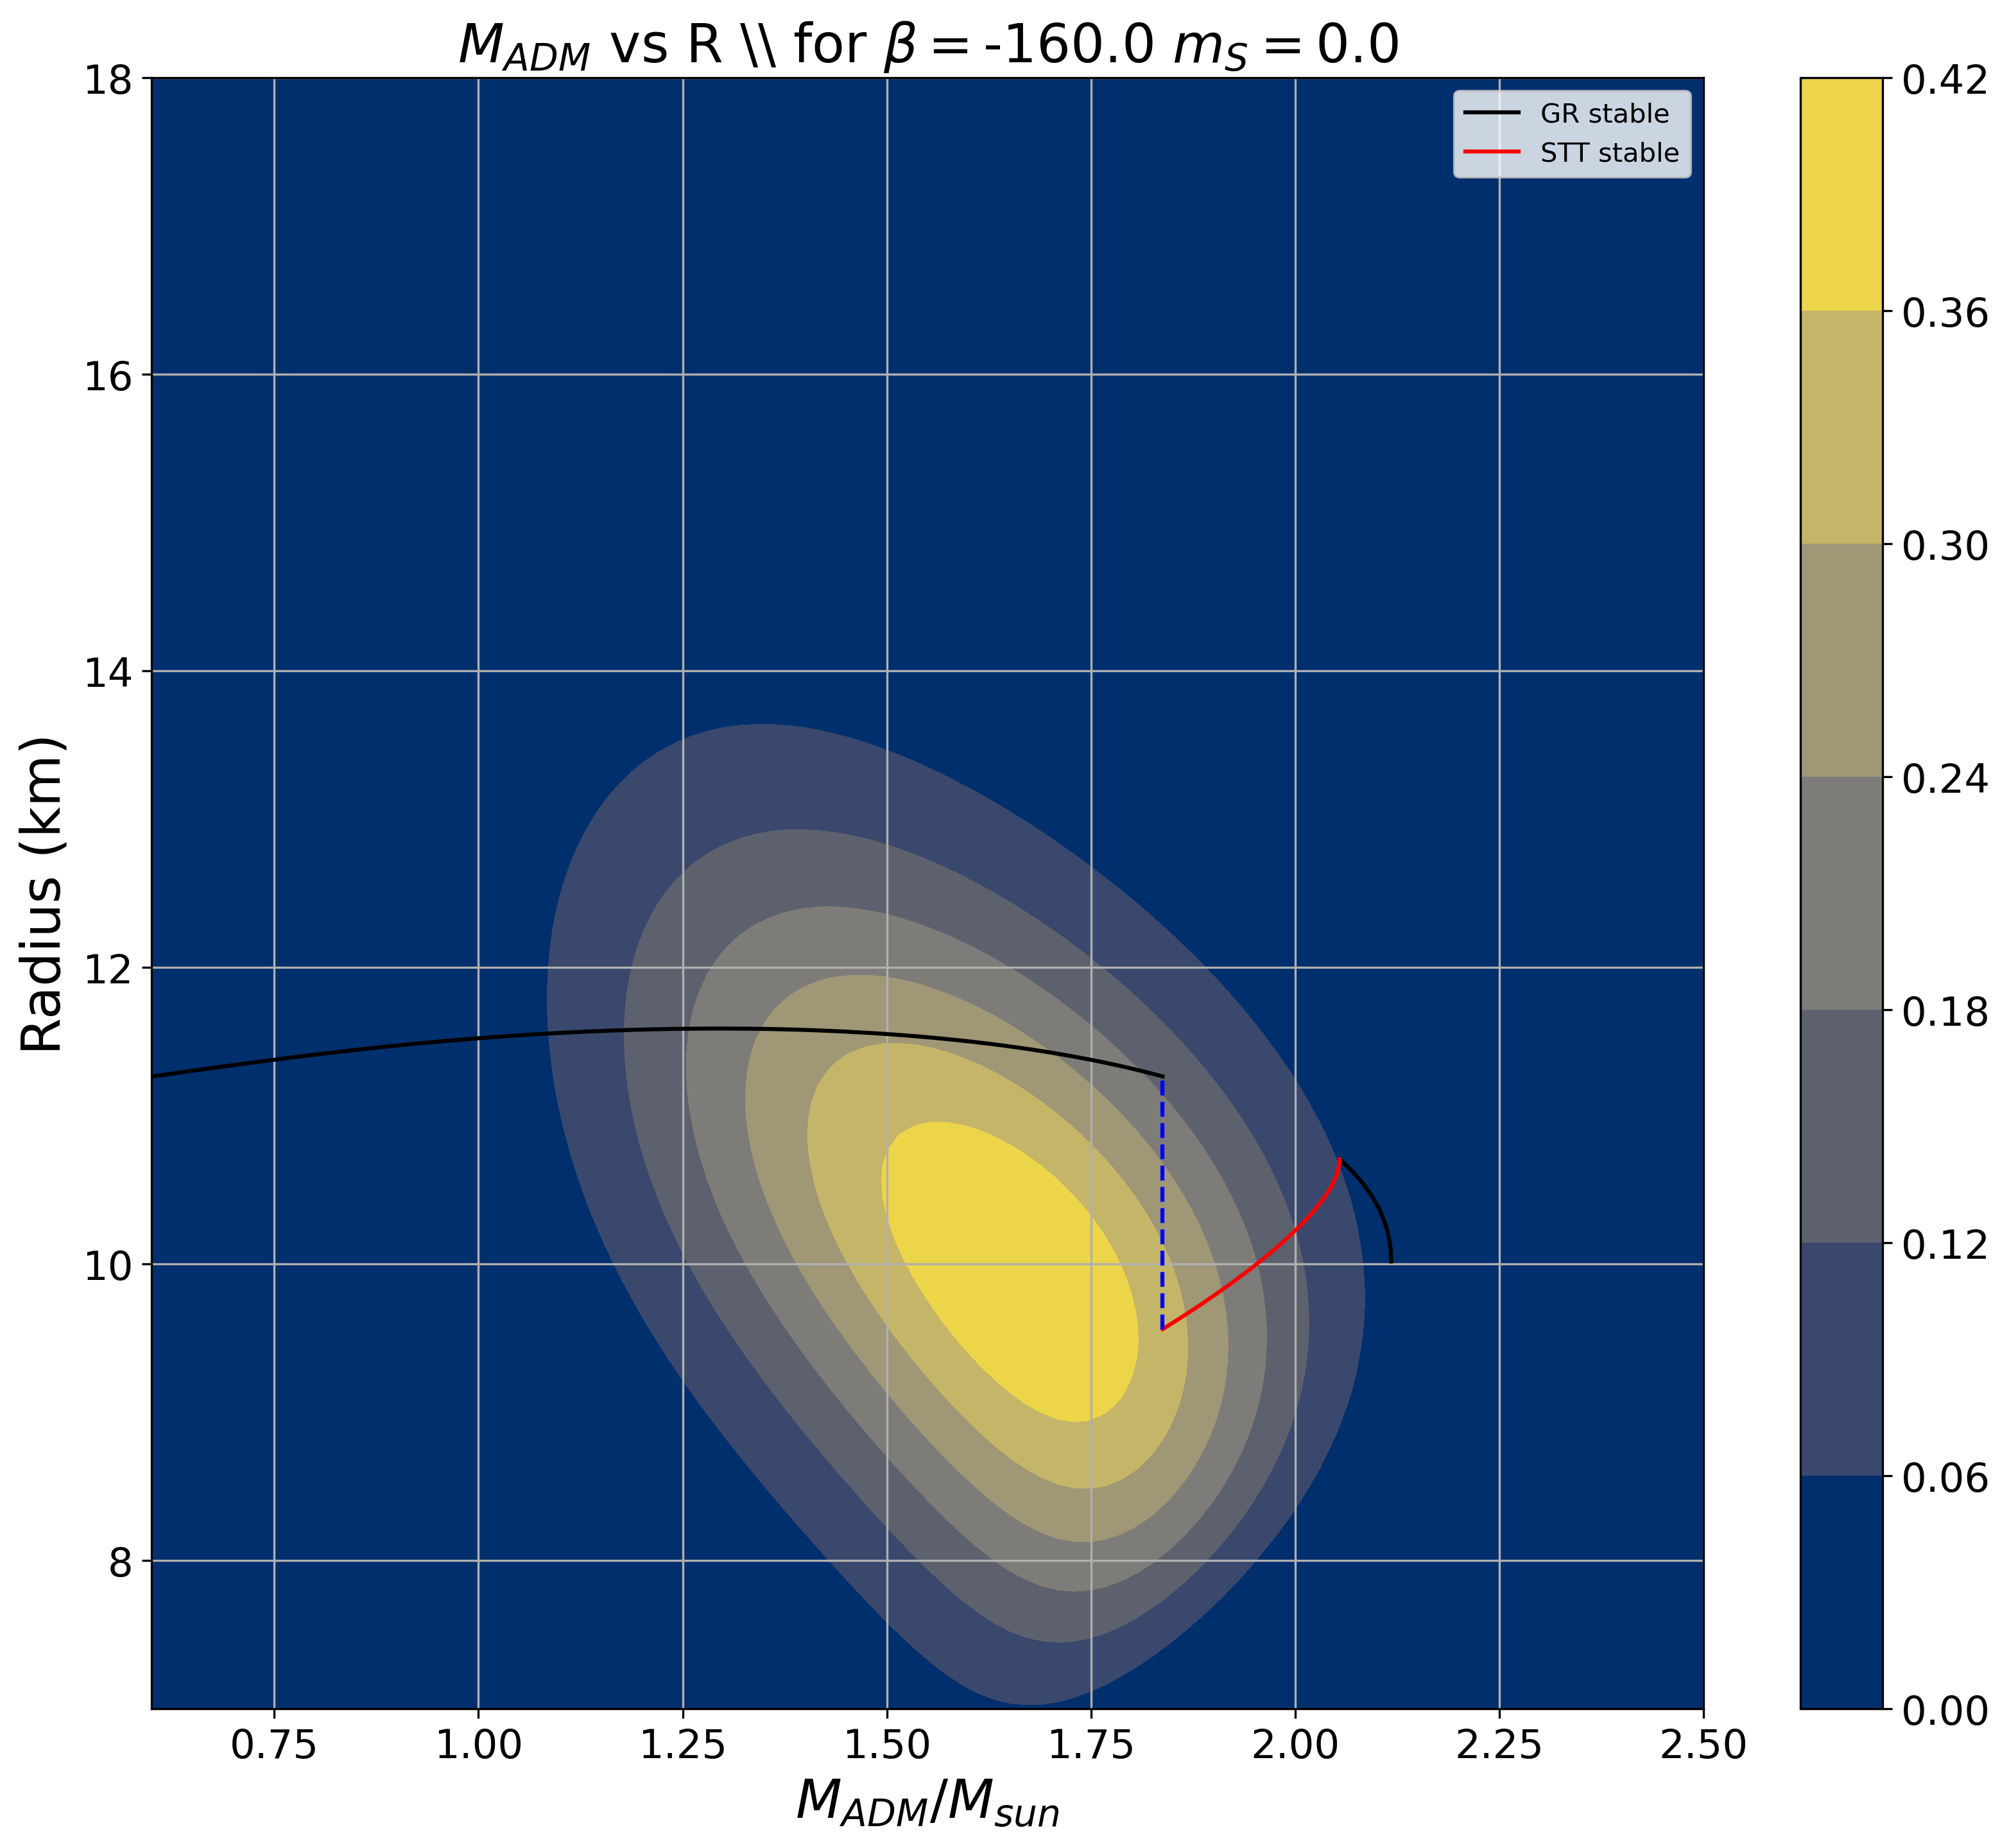 $M_{ADM}$ vs R \\ for $\beta = $-160.0 $m_S = 0.0$
GR stable
STT stable
Radius (km)
18
16
14
12
10
8
0.75 1.00 1.25 1.50 1.75 2.00 2.25 2.50
$M_{ADM}/M_{sun}$
0.42
0.36
0.30
0.24
0.18
0.12
0.06
0.00